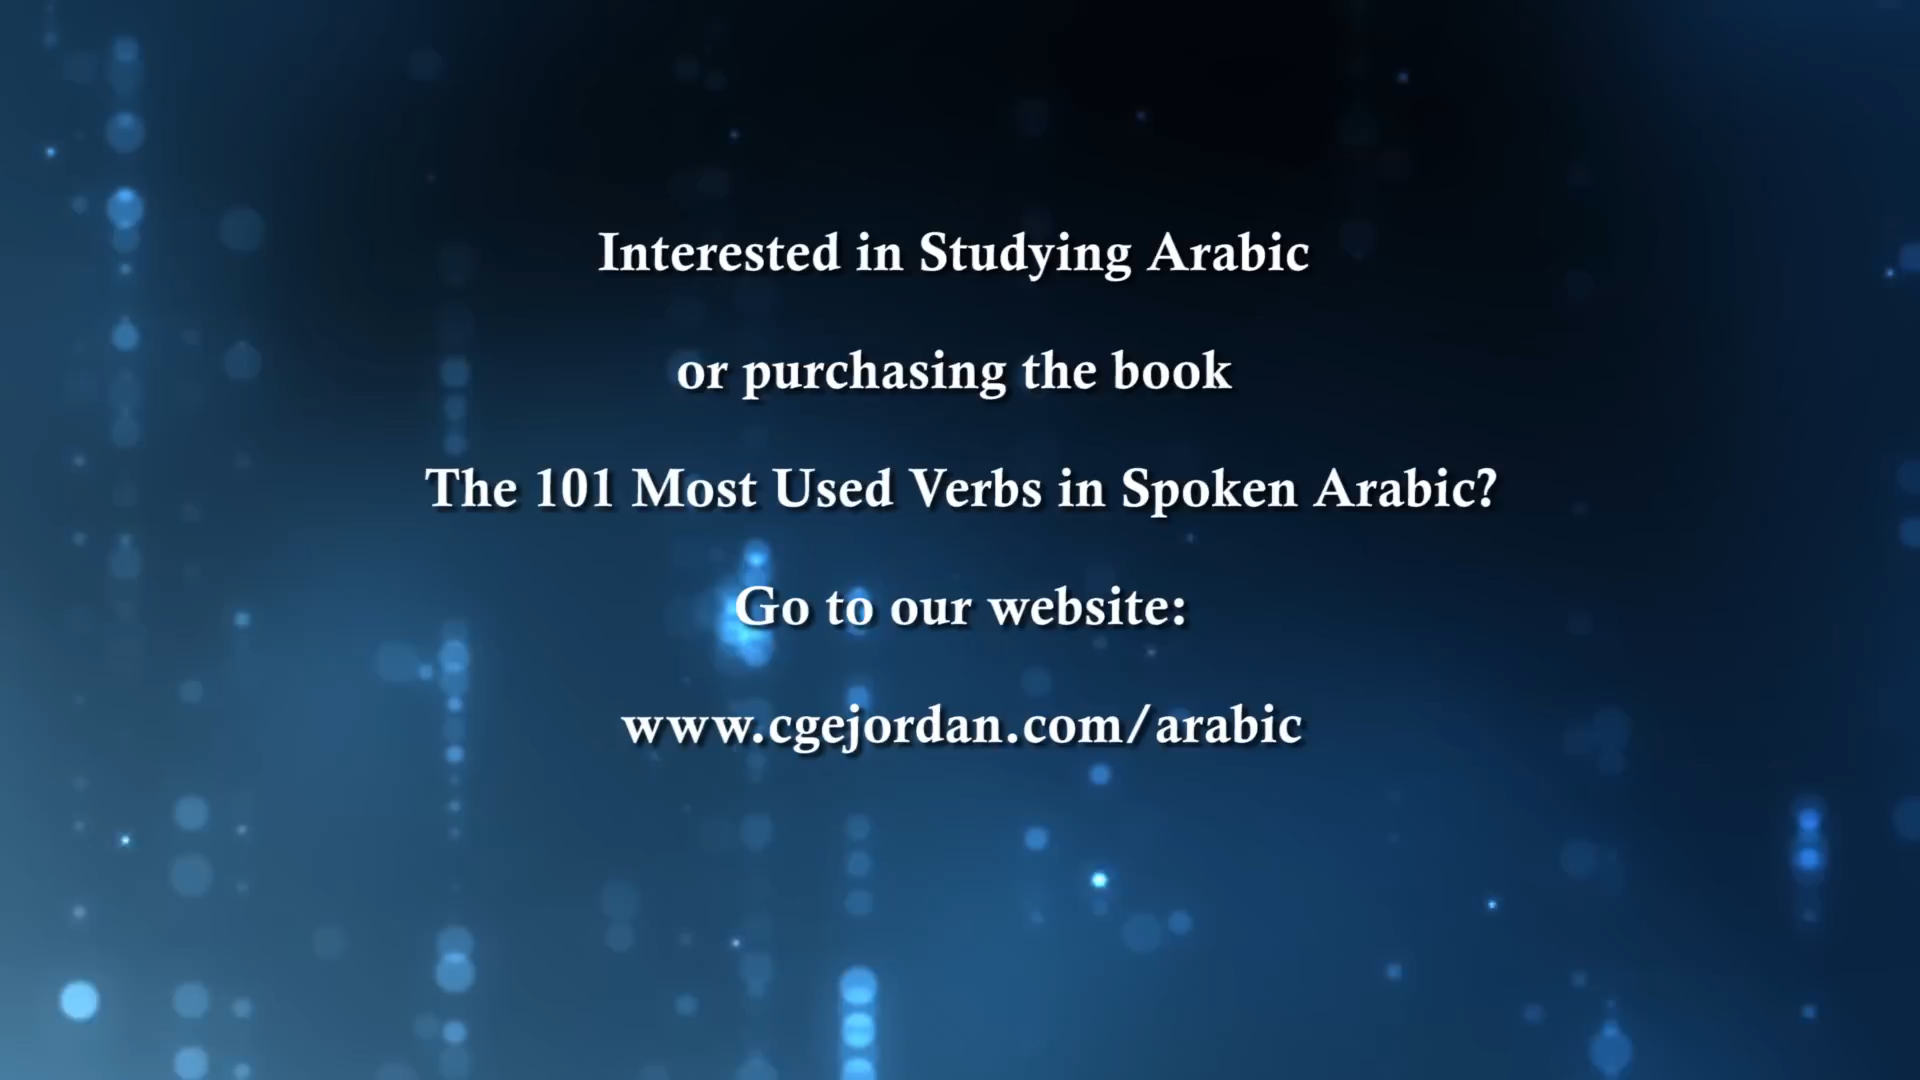 Interested in Studying Arabic
or purchasing the book
The 101 Most Used Verbs in Spoken Arabic?
Go to our website:
www.cgejordan.com/arabic